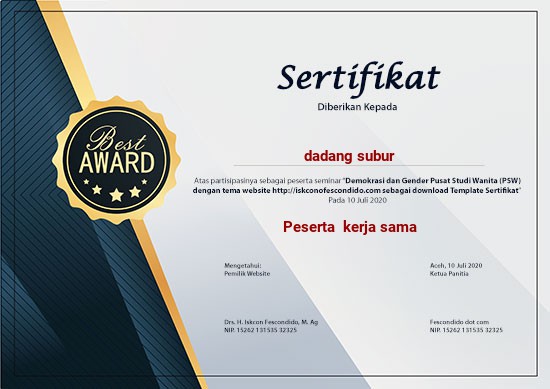 Sertifikat
Diberikan Kepada
Best
AWARD
dadang subur
Atas partisipasinya sebagai peserta seminar "Demokrasi dan Gender Pusat Studi Wanita (PSW)
dengan tema website http://iskconofescondido.com sebagai download Template Sertifikat"
Pada 10 Juli 2020
Peserta kerja sama
Mengetahui:
Pemilik Website
Aceh, 10 Juli 2020
Ketua Panitia
Drs. H. Iskcon Fescondido, M. Ag
NIP. 15262 131535 32325
Fescondido dot com
NIP. 15262 131535 32325